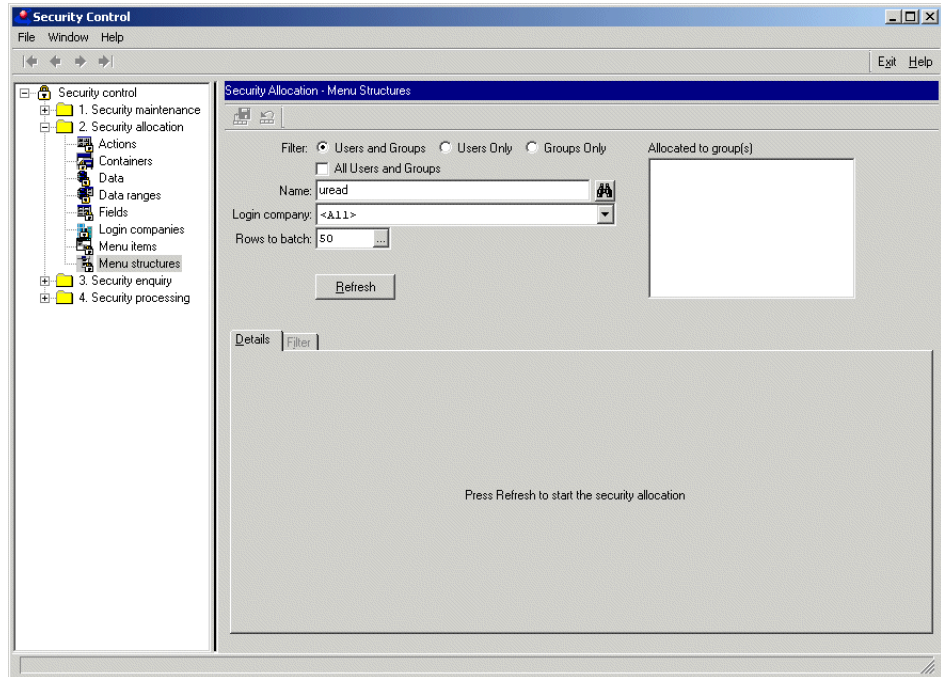 Security Control
File Window Help
Exit Help
Security control
1. Security maintenance
2. Security allocation
Actions
Containers
Data
Data ranges
Fields
Login companies
Menu items
Menu structures
3. Security enquiry
4. Security processing
Security Allocation - Menu Structures
Filter: Users and Groups Users Only Groups Only
All Users and Groups
Name: uread
Login company: <All>
Rows to batch: 50 ...
Refresh
Allocated to group(s)
Details Filter
Press Refresh to start the security allocation